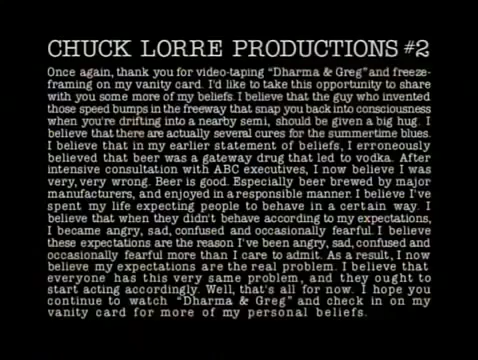 CHUCK LORRE PRODUCTIONS #2
Once again, thank you for video-taping "Dharma & Greg" and freeze-
framing on my vanity card. I'd like to take this opportunity to share
with you some more of my beliefs. I believe that the guy who invented
those speed bumps in the freeway that snap you back into consciousness
when you're drifting into a nearby semi, should be given a big hug. I
believe that there are actually several cures for the summertime blues.
I believe that in my earlier statement of beliefs, I erroneously
believed that beer was a gateway drug that led to vodka. After
intensive consultation with ABC executives, I now believe I was
very, very wrong. Beer is good. Especially beer brewed by major
manufacturers, and enjoyed in a responsible manner. I believe I've
spent my life expecting people to behave in a certain way. I
believe that when they didn't behave according to my expectations,
I became angry, sad, confused and occasionally fearful. I believe
these expectations are the reason I've been angry, sad, confused and
occasionally fearful more than I care to admit. As a result, I now
believe my expectations are the real problem. I believe that
everyone has this very same problem, and they ought to
start acting accordingly. Well, that's all for now. I hope you
continue to watch "Dharma & Greg" and check in on my
vanity card for more of my personal beliefs.